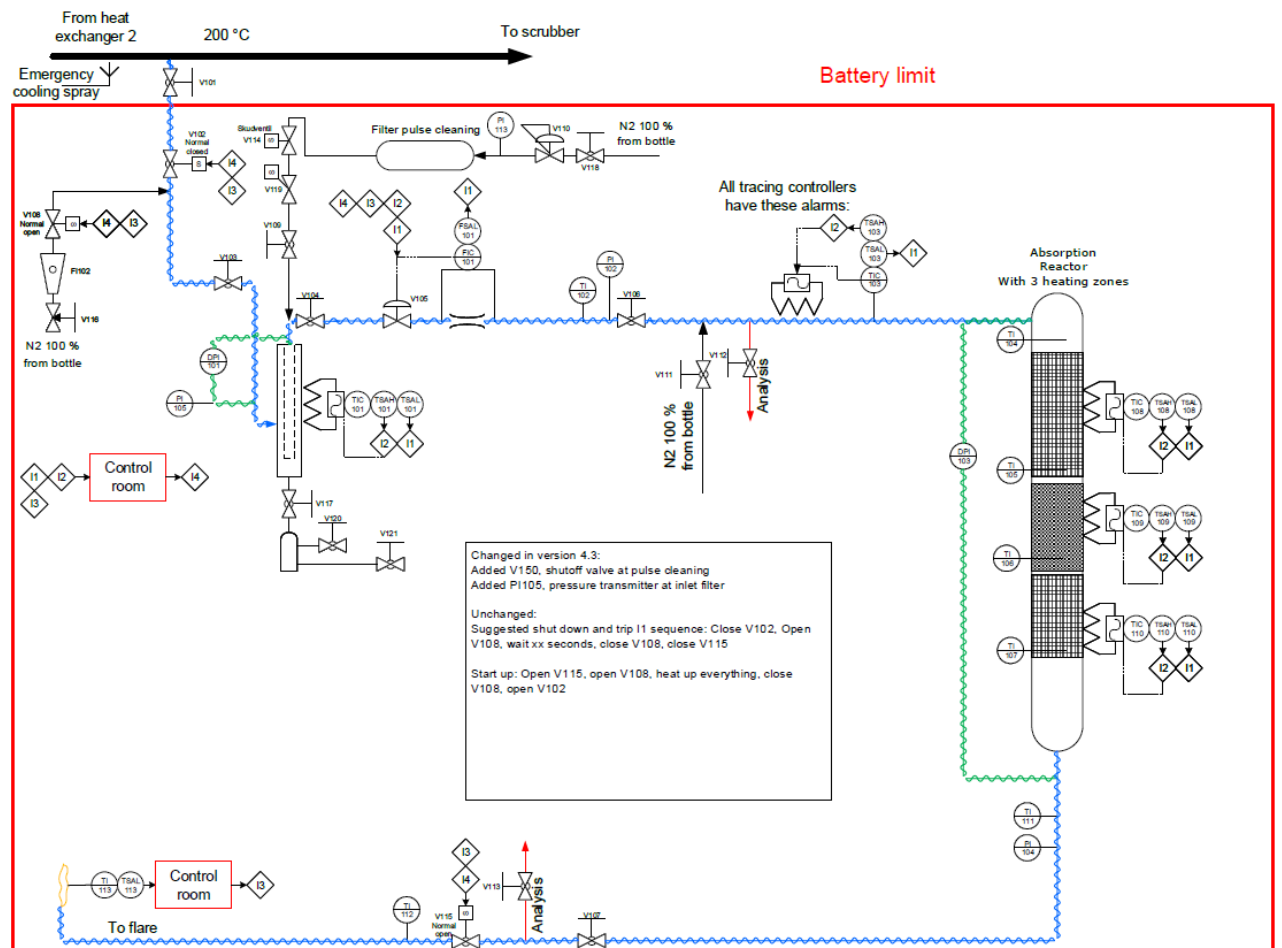 From heat
exchanger 2
200 °C
To scrubber
Emergency
cooling spray
V101
Battery limit
V102
Normal
closed
S
I4
I3
V108
Normal
open
S
I4
I3
FI102
V116
N2 100 %
from bottle
V103
Skudventil
V114
S
S
V119
V109
Filter pulse cleaning
PI
113
V110
V118
N2 100 %
from bottle
I4
I3
I2
I1
I1
FSAL
101
FIC
101
V104
V105
TI
102
PI
102
V106
All tracing controllers
have these alarms:
I2
TSAH
103
TSAL
103
I1
TIC
103
Absorption
Reactor
With 3 heating zones
V111
N2 100 %
from bottle
V112
Analysis
DPI
101
PI
105
TIC
101
TSAH
101
TSAL
101
I2
I1
V117
V120
V121
I1
I2
I3
Control
room
I4
TI
104
TI
105
TI
106
TI
107
DPI
103
TIC
108
TSAH
108
TSAL
108
I2
I1
TIC
109
TSAH
109
TSAL
109
I2
I1
TIC
110
TSAH
110
TSAL
110
I2
I1
Changed in version 4.3:
Added V150, shutoff valve at pulse cleaning
Added PI105, pressure transmitter at inlet filter
Unchanged:
Suggested shut down and trip I1 sequence: Close V102, Open
V108, wait xx seconds, close V108, close V115
Start up: Open V115, open V108, heat up everything, close
V108, open V102
TI
111
PI
104
TI
113
TSAL
113
Control
room
I3
To flare
TI
112
I3
I4
S
V115
Normal
open
V113
Analysis
V107